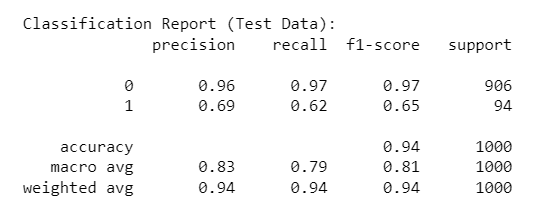 Classification Report (Test Data):
precision recall f1-score support
0 0.96 0.97 0.97 906
1 0.69 0.62 0.65 94
accuracy 0.94 1000
macro avg 0.83 0.79 0.81 1000
weighted avg 0.94 0.94 0.94 1000